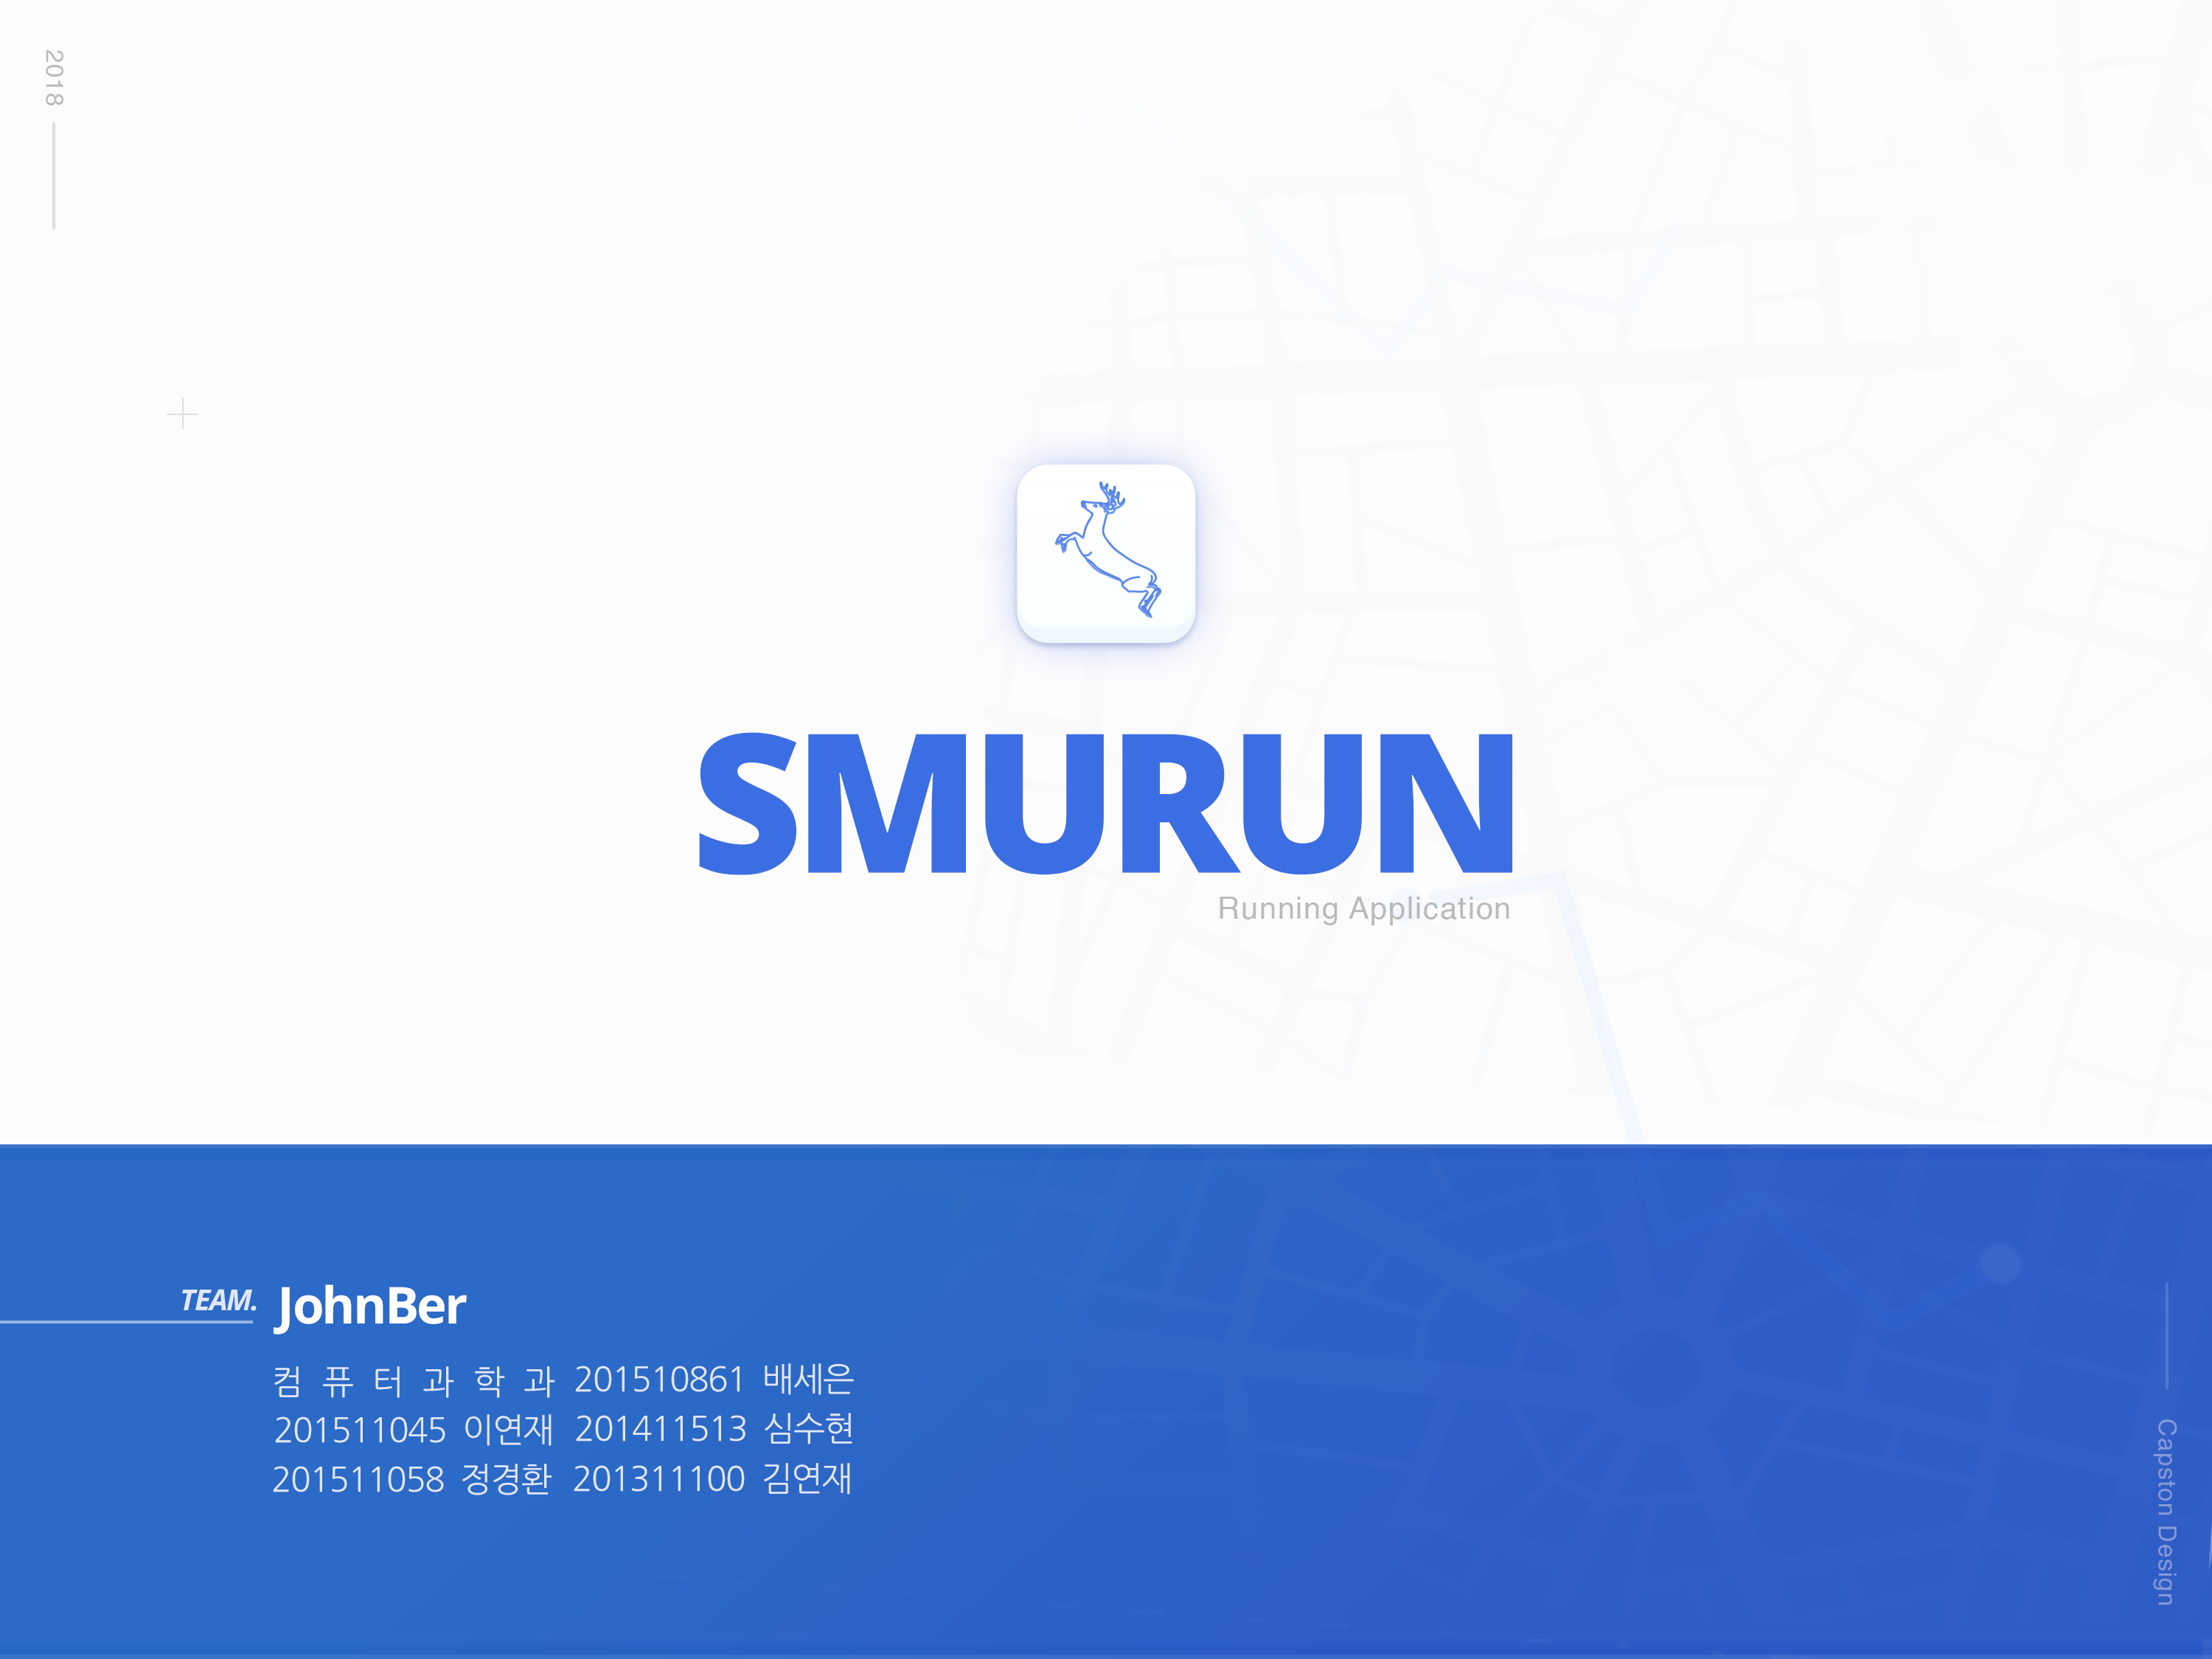 2018
SMURUN
Running Application
TEAM. JohnBer
컴 퓨 터 과 학 과 201510861 배세은
201511045 이연재 201411513 심수현
201511058 정경환 201311100 김연재
Capston Design